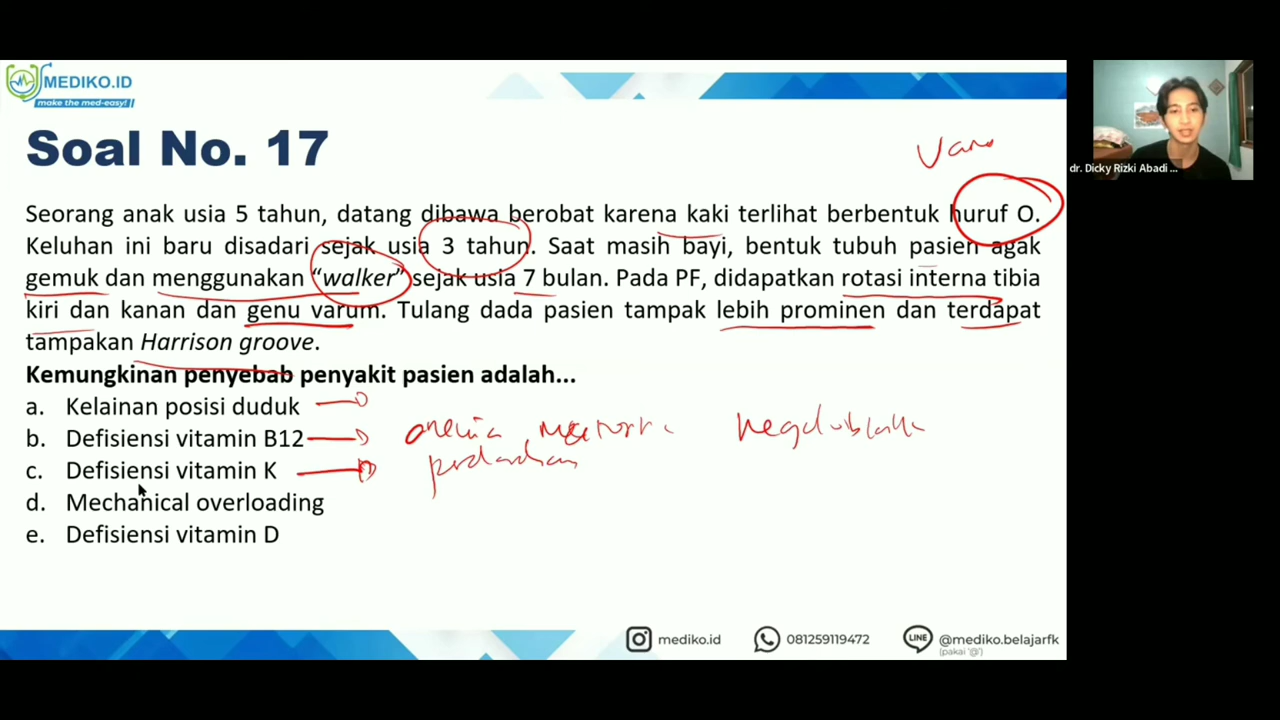 MEDIKO.ID
make the med-easy!
Soal No. 17
Seorang anak usia 5 tahun, datang dibawa berobat karena kaki terlihat berbentuk huruf O.
Keluhan ini baru disadari sejak usia 3 tahun. Saat masih bayi, bentuk tubuh pasien agak
gemuk dan menggunakan “walker” sejak usia 7 bulan. Pada PF, didapatkan rotasi interna tibia
kiri dan kanan dan genu varum. Tulang dada pasien tampak lebih prominen dan terdapat
tampakan Harrison groove.
Kemungkinan penyebab penyakit pasien adalah...
a. Kelainan posisi duduk
b. Defisiensi vitamin B12
c. Defisiensi vitamin K
d. Mechanical overloading
e. Defisiensi vitamin D
mediko.id
081259119472
LINE
@mediko.belajarfk
(pakai '@')
dr. Dicky Rizki Abadi ...